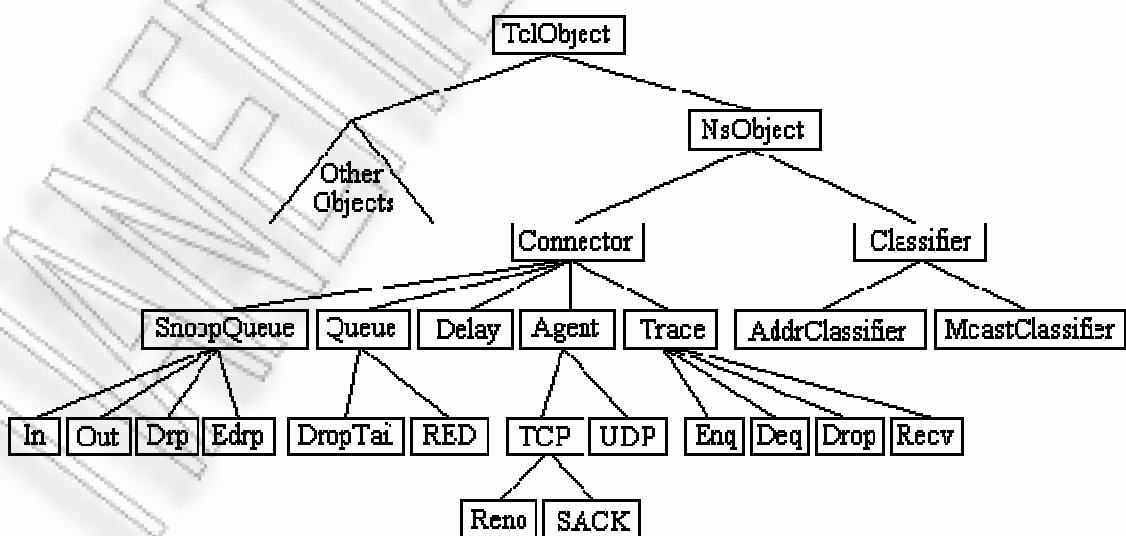 TclObject
NsObject
Other
Objects
Connector
Classifier
SnoopQueue
Queue
Delay
Agent
Trace
AddrClassifier
McastClassifier
In
Out
Drp
Edrp
DropTai
RED
TCP
UDP
Enq
Deq
Drop
Recv
Reno
SACK